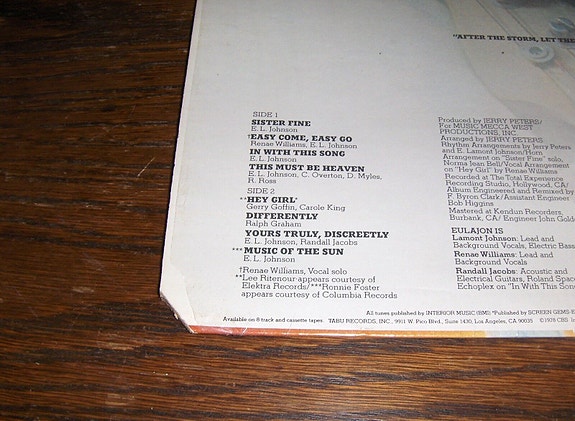 "AFTER THE STORM, LET THE
SIDE 1
SISTER FINE
E. L. Johnson
†EASY COME, EASY GO
Renae Williams, E. L. Johnson
IN WITH THIS SONG
E. L. Johnson
THIS MUST BE HEAVEN
E. L. Johnson, C. Overton, D. Myles,
R. Ross
SIDE 2
**HEY GIRL*
Gerry Goffin, Carole King
DIFFERENTLY
Ralph Graham
YOURS TRULY, DISCREETLY
E. L. Johnson, Randall Jacobs
***MUSIC OF THE SUN
E. L. Johnson
†Renae Williams, Vocal solo
**Lee Ritenour appears courtesy of
Elektra Records/***Ronnie Foster
appears courtesy of Columbia Records
Produced by JERRY PETERS/
For MUSIC MECCA WEST
PRODUCTIONS, INC.
Arranged by JERRY PETERS
Rhythm Arrangements by Jerry Peters
and E. Lamont Johnson/Horn
Arrangement on "Sister Fine" solo,
Norma Jean Bell/Vocal Arrangement
on "Hey Girl" by Renae Williams
Recorded at The Total Experience
Recording Studio, Hollywood, CA/
Album Engineered and Remixed by
F. Byron Clark/Assistant Engineer
Bob Higgins
Mastered at Kendun Recorders,
Burbank, CA/ Engineer John Gold
EULAJON IS
Lamont Johnson: Lead and
Background Vocals, Electric Bass
Renae Williams: Lead and
Background Vocals
Randall Jacobs: Acoustic and
Electrical Guitars, Roland Space
Echoplex on "In With This Son
All tunes published by INTERIOR MUSIC (BMI) *Published by SCREEN GEMS-E
Available on 8 track and cassette tapes. TABU RECORDS, INC., 9911 W. Pico Blvd., Suite 1430, Los Angeles, CA 90035 ©1978 CBS